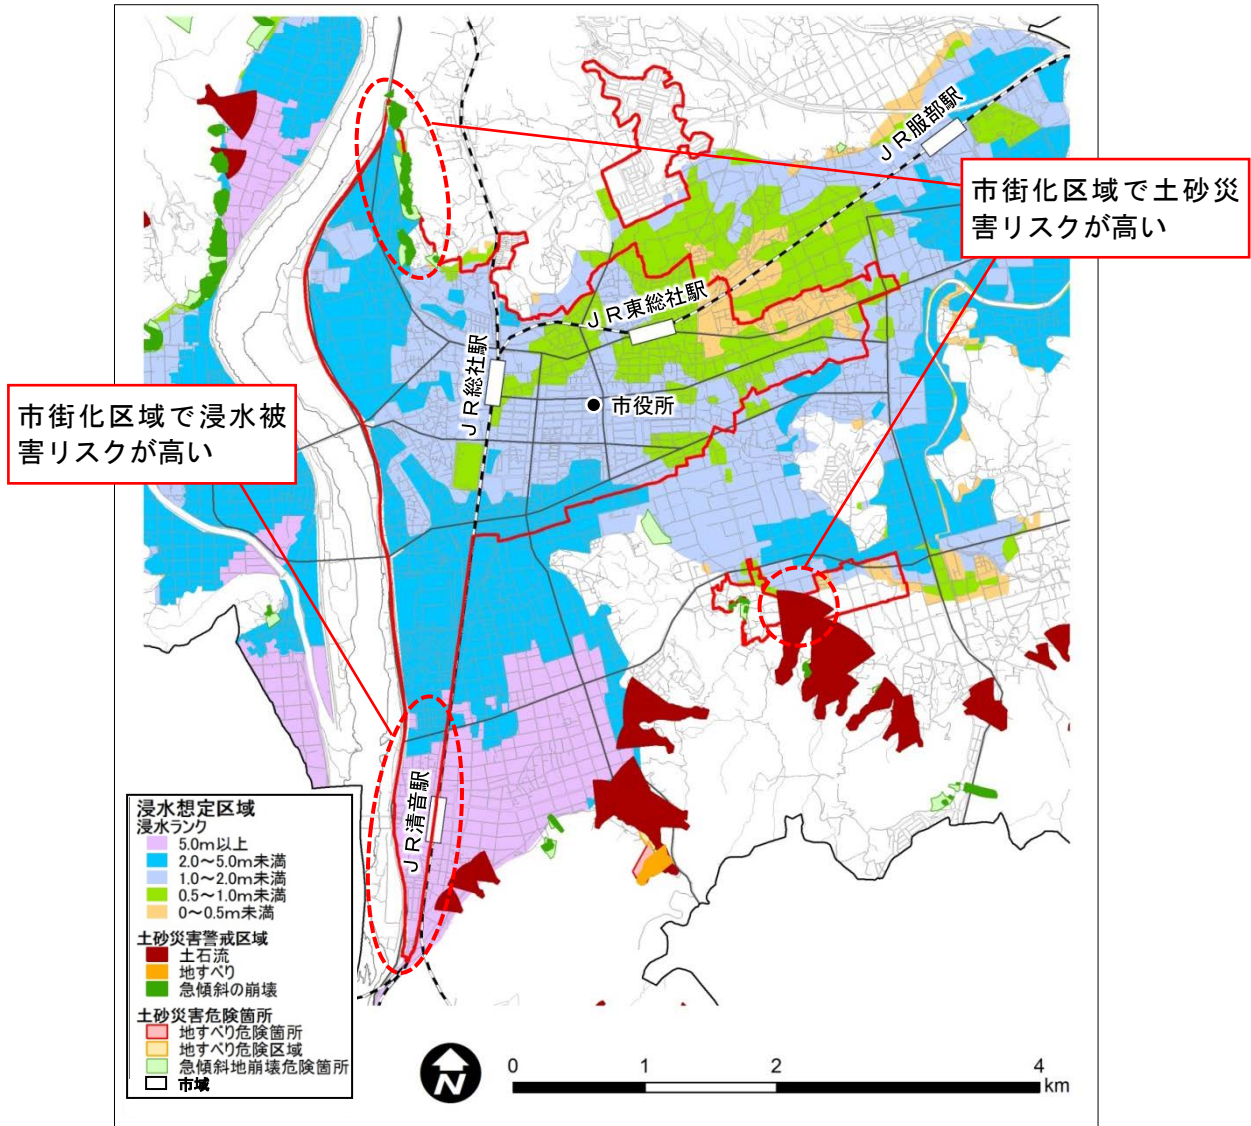 JR服部駅
市街化区域で土砂災
害リスクが高い
JR東総社駅
JR総社駅
市役所
市街化区域で浸水被
害リスクが高い
JR清音駅
浸水想定区域
浸水ランク
5.0m以上
2.0～5.0m未満
1.0～2.0m未満
0.5～1.0m未満
0～0.5m未満
土砂災害警戒区域
土石流
地すべり
急傾斜の崩壊
土砂災害危険箇所
地すべり危険箇所
地すべり危険区域
急傾斜地崩壊危険箇所
市域
N
0 1 2 4
km